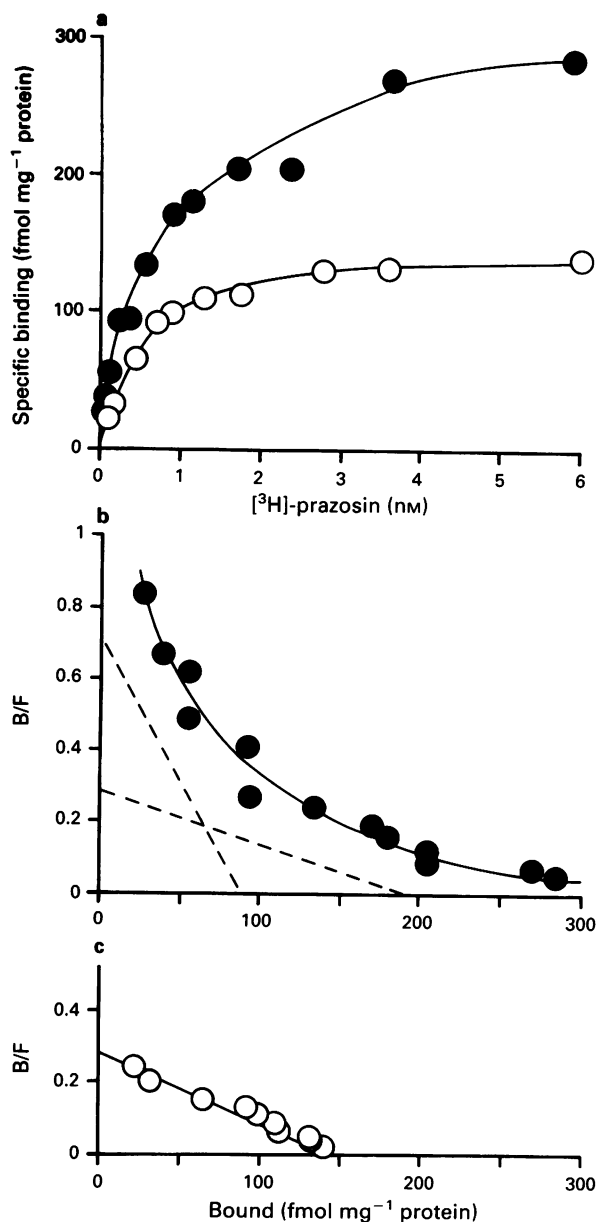 a
300
200
100
0
Specific binding (fmol mg⁻¹ protein)
0 1 2 3 4 5 6
[³H]-prazosin (nM)
b
1
0.8
0.6
0.4
0.2
0
B/F
0 100 200 300
c
0.4
0.2
0
B/F
0 100 200 300
Bound (fmol mg⁻¹ protein)